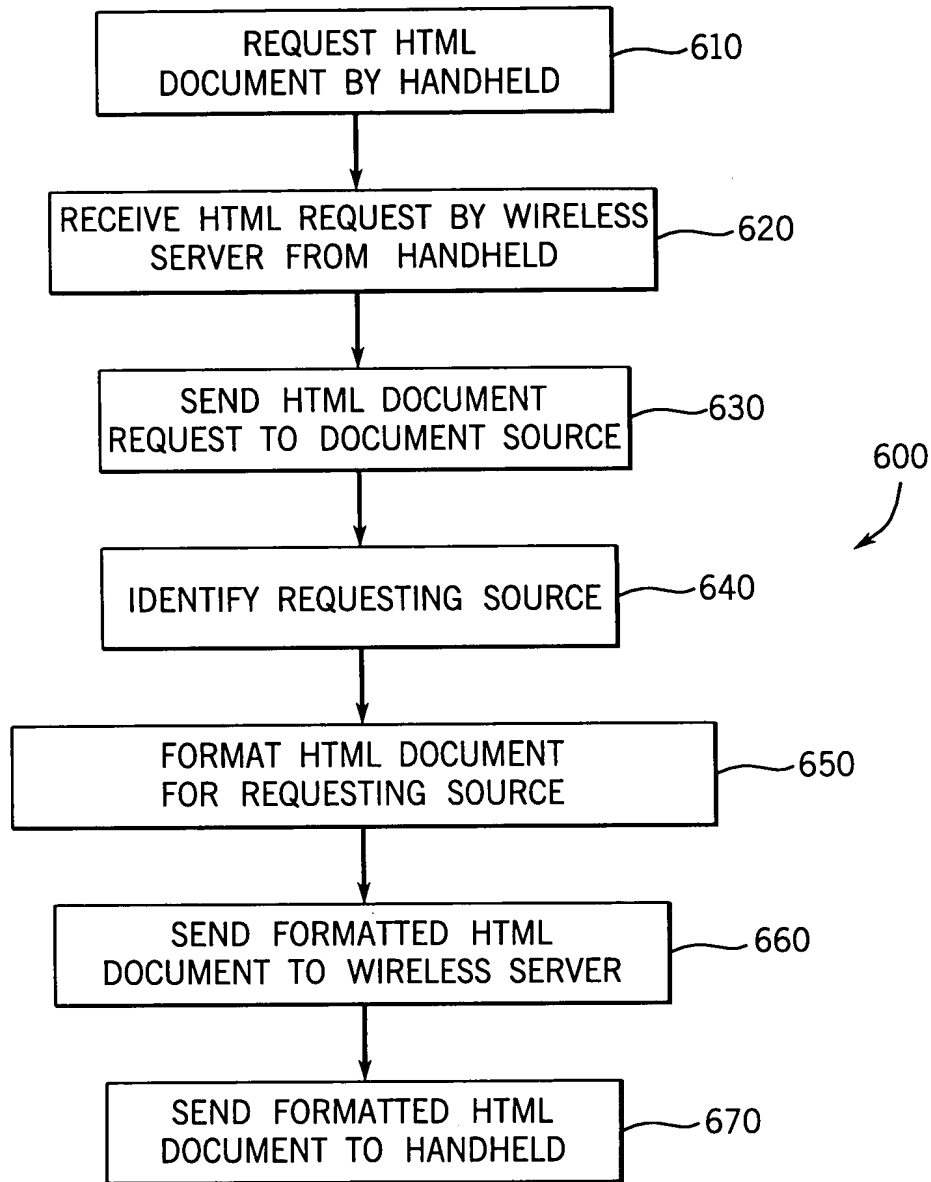 REQUEST HTML
DOCUMENT BY HANDHELD
610
RECEIVE HTML REQUEST BY WIRELESS
SERVER FROM HANDHELD
620
SEND HTML DOCUMENT
REQUEST TO DOCUMENT SOURCE
630
600
IDENTIFY REQUESTING SOURCE
640
FORMAT HTML DOCUMENT
FOR REQUESTING SOURCE
650
SEND FORMATTED HTML
DOCUMENT TO WIRELESS SERVER
660
SEND FORMATTED HTML
DOCUMENT TO HANDHELD
670